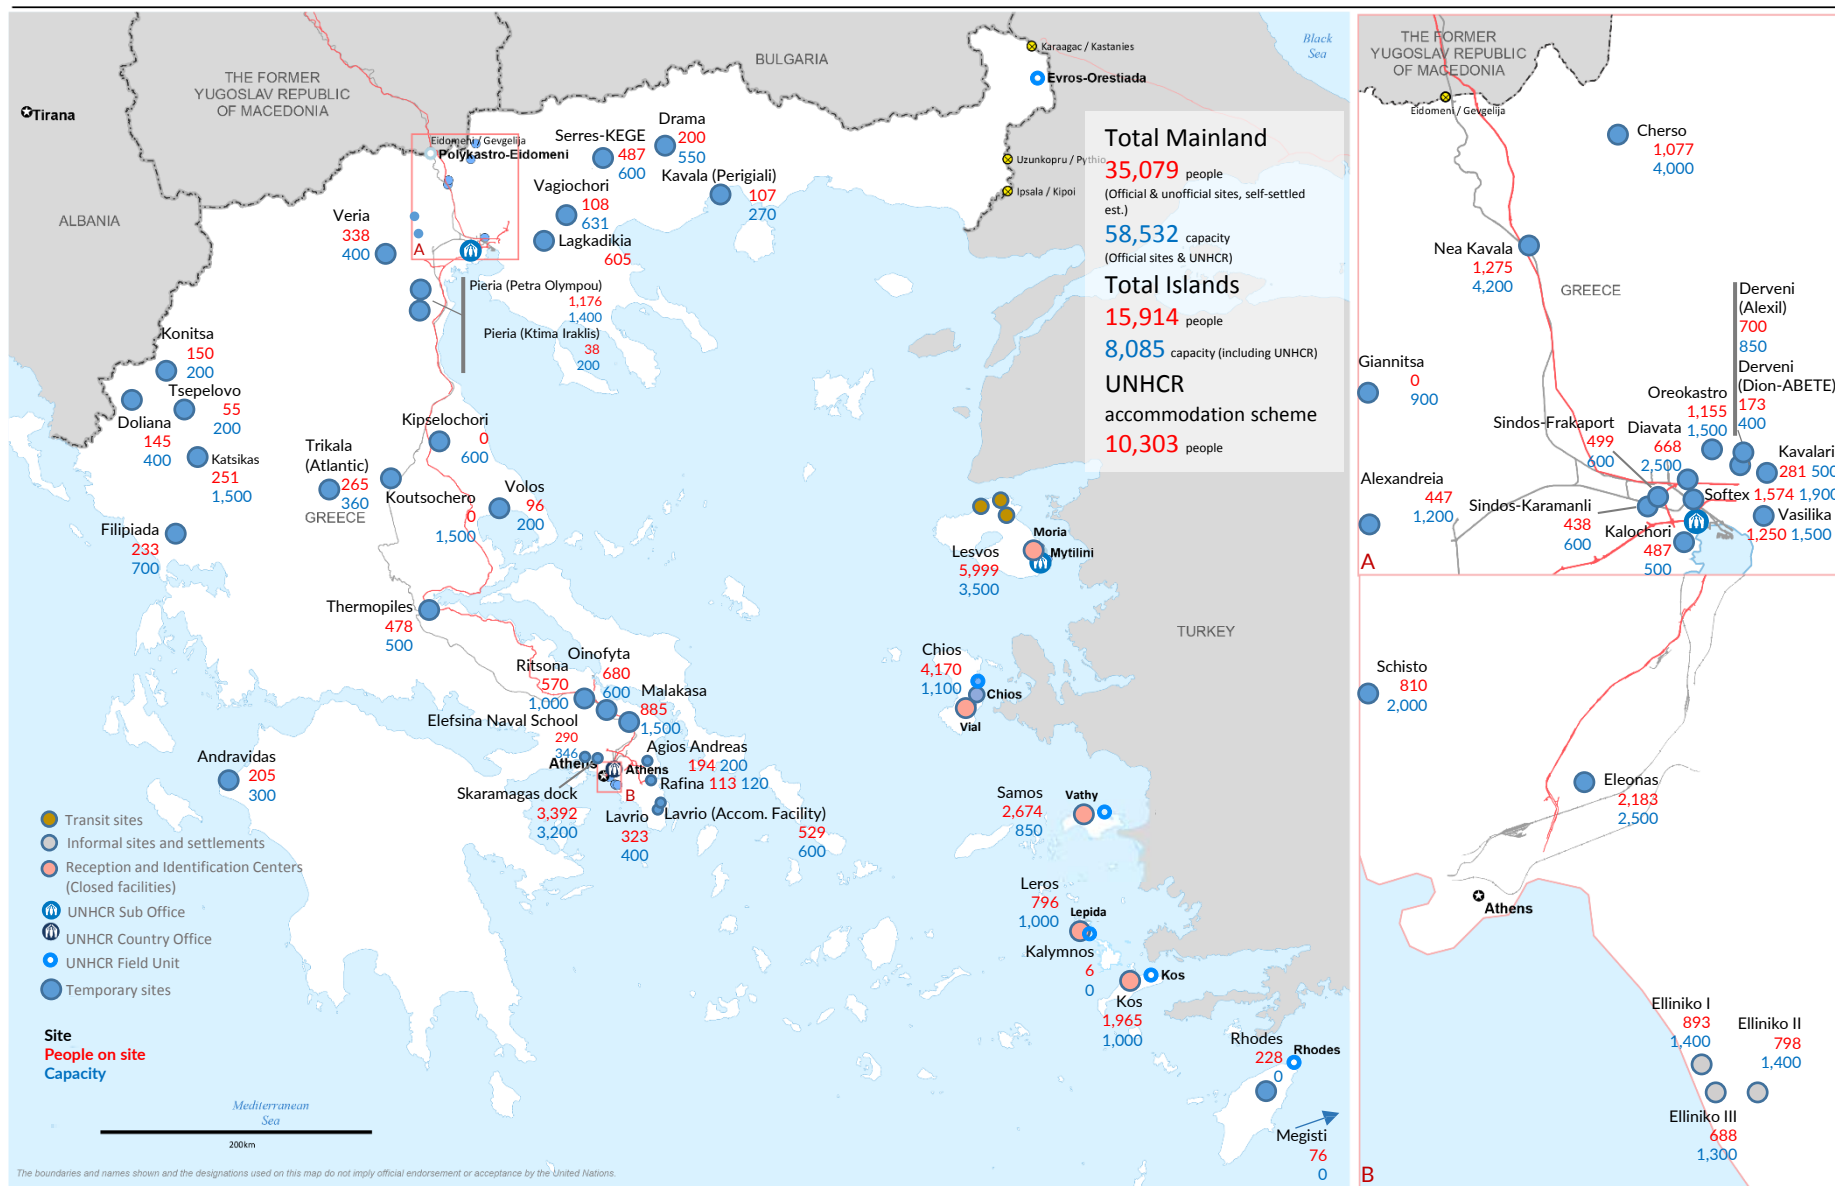 Black
Sea
Karaagac / Kastanies
BULGARIA
Evros-Orestiada
THE FORMER
YUGOSLAV REPUBLIC
OF MACEDONIA
Tirana
Drama
200
550
Serres-KEGE
487
600
Eidomeni / Gevgelija
Polykastro-Eidomeni
Uzunkopru / Pythio
Ipsala / Kipoi
Kavala (Perigiali)
107
270
Vagiochori
108
631
Lagkadikia
605
ALBANIA
Veria
338
400
A
Total Mainland
35,079 people
(Official & unofficial sites, self-settled
est.)
58,532 capacity
(Official sites & UNHCR)
Total Islands
15,914 people
8,085 capacity (including UNHCR)
UNHCR
accommodation scheme
10,303 people
Pieria (Petra Olympou)
1,176
1,400
Pieria (Ktima Iraklis)
38
200
Konitsa
150
200
Tsepelovo
55
200
Doliana
145
400
Katsikas
251
1,500
Kipselochori
0
600
Trikala
(Atlantic)
265
360
GREECE
Koutsochero
0
1,500
Volos
96
200
Filipiada
233
700
Moria
Mytilini
Lesvos
5,999
3,500
Thermopiles
478
500
TURKEY
Oinofyta
680
600
Ritsona
570
1,000
Malakasa
885
1,500
Elefsina Naval School
290
346
Athens
Athens
Agios Andreas
194 200
Rafina 113 120
B
Skaramagas dock
3,392
3,200
Lavrio
323
400
Lavrio (Accom. Facility)
529
600
Andravidas
205
300
Chios
4,170
1,100
Chios
Vial
Samos
2,674
850
Vathy
Leros
796
1,000
Lepida
Kalymnos
6
0
Kos
Kos
1,965
1,000
Rhodes
228
0
Rhodes
Megisti
76
0
Transit sites
Informal sites and settlements
Reception and Identification Centers
(Closed facilities)
UNHCR Sub Office
UNHCR Country Office
UNHCR Field Unit
Temporary sites
Site
People on site
Capacity
Mediterranean
Sea
200km
The boundaries and names shown and the designations used on this map do not imply official endorsement or acceptance by the United Nations.
THE FORMER
YUGOSLAV REPUBLIC
OF MACEDONIA
Eidomeni / Gevgelija
Cherso
1,077
4,000
Nea Kavala
1,275
4,200
GREECE
Derveni
(Alexil)
700
850
Derveni
(Dion-ABETE)
173
400
Giannitsa
0
900
Oreokastro
1,155
1,500
Sindos-Frakaport
499
600
Diavata
668
2,500
Kavalari
281 500
Softex 1,574 1,900
Vasilika
1,250 1,500
Alexandreia
447
1,200
Sindos-Karamanli
438
600
Kalochori
487
500
A
Schisto
810
2,000
Eleonas
2,183
2,500
Athens
Elliniko I
893
1,400
Elliniko II
798
1,400
Elliniko III
688
1,300
B